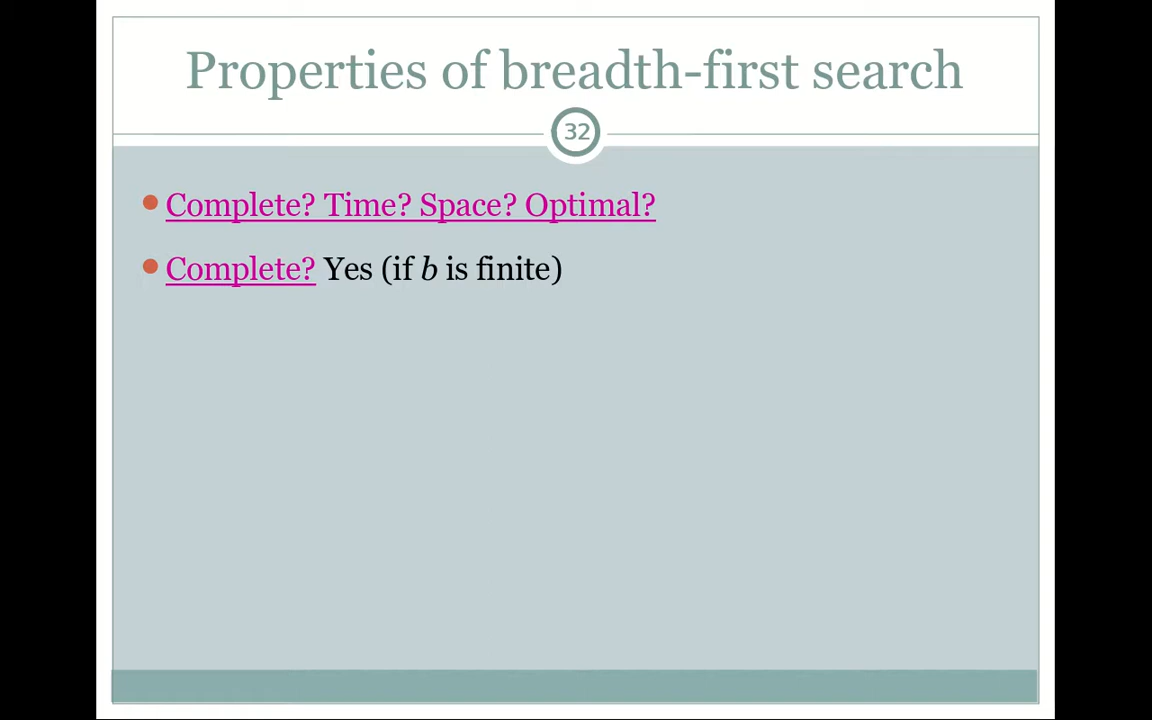 Properties of breadth-first search
32
Complete? Time? Space? Optimal?
Complete? Yes (if b is finite)